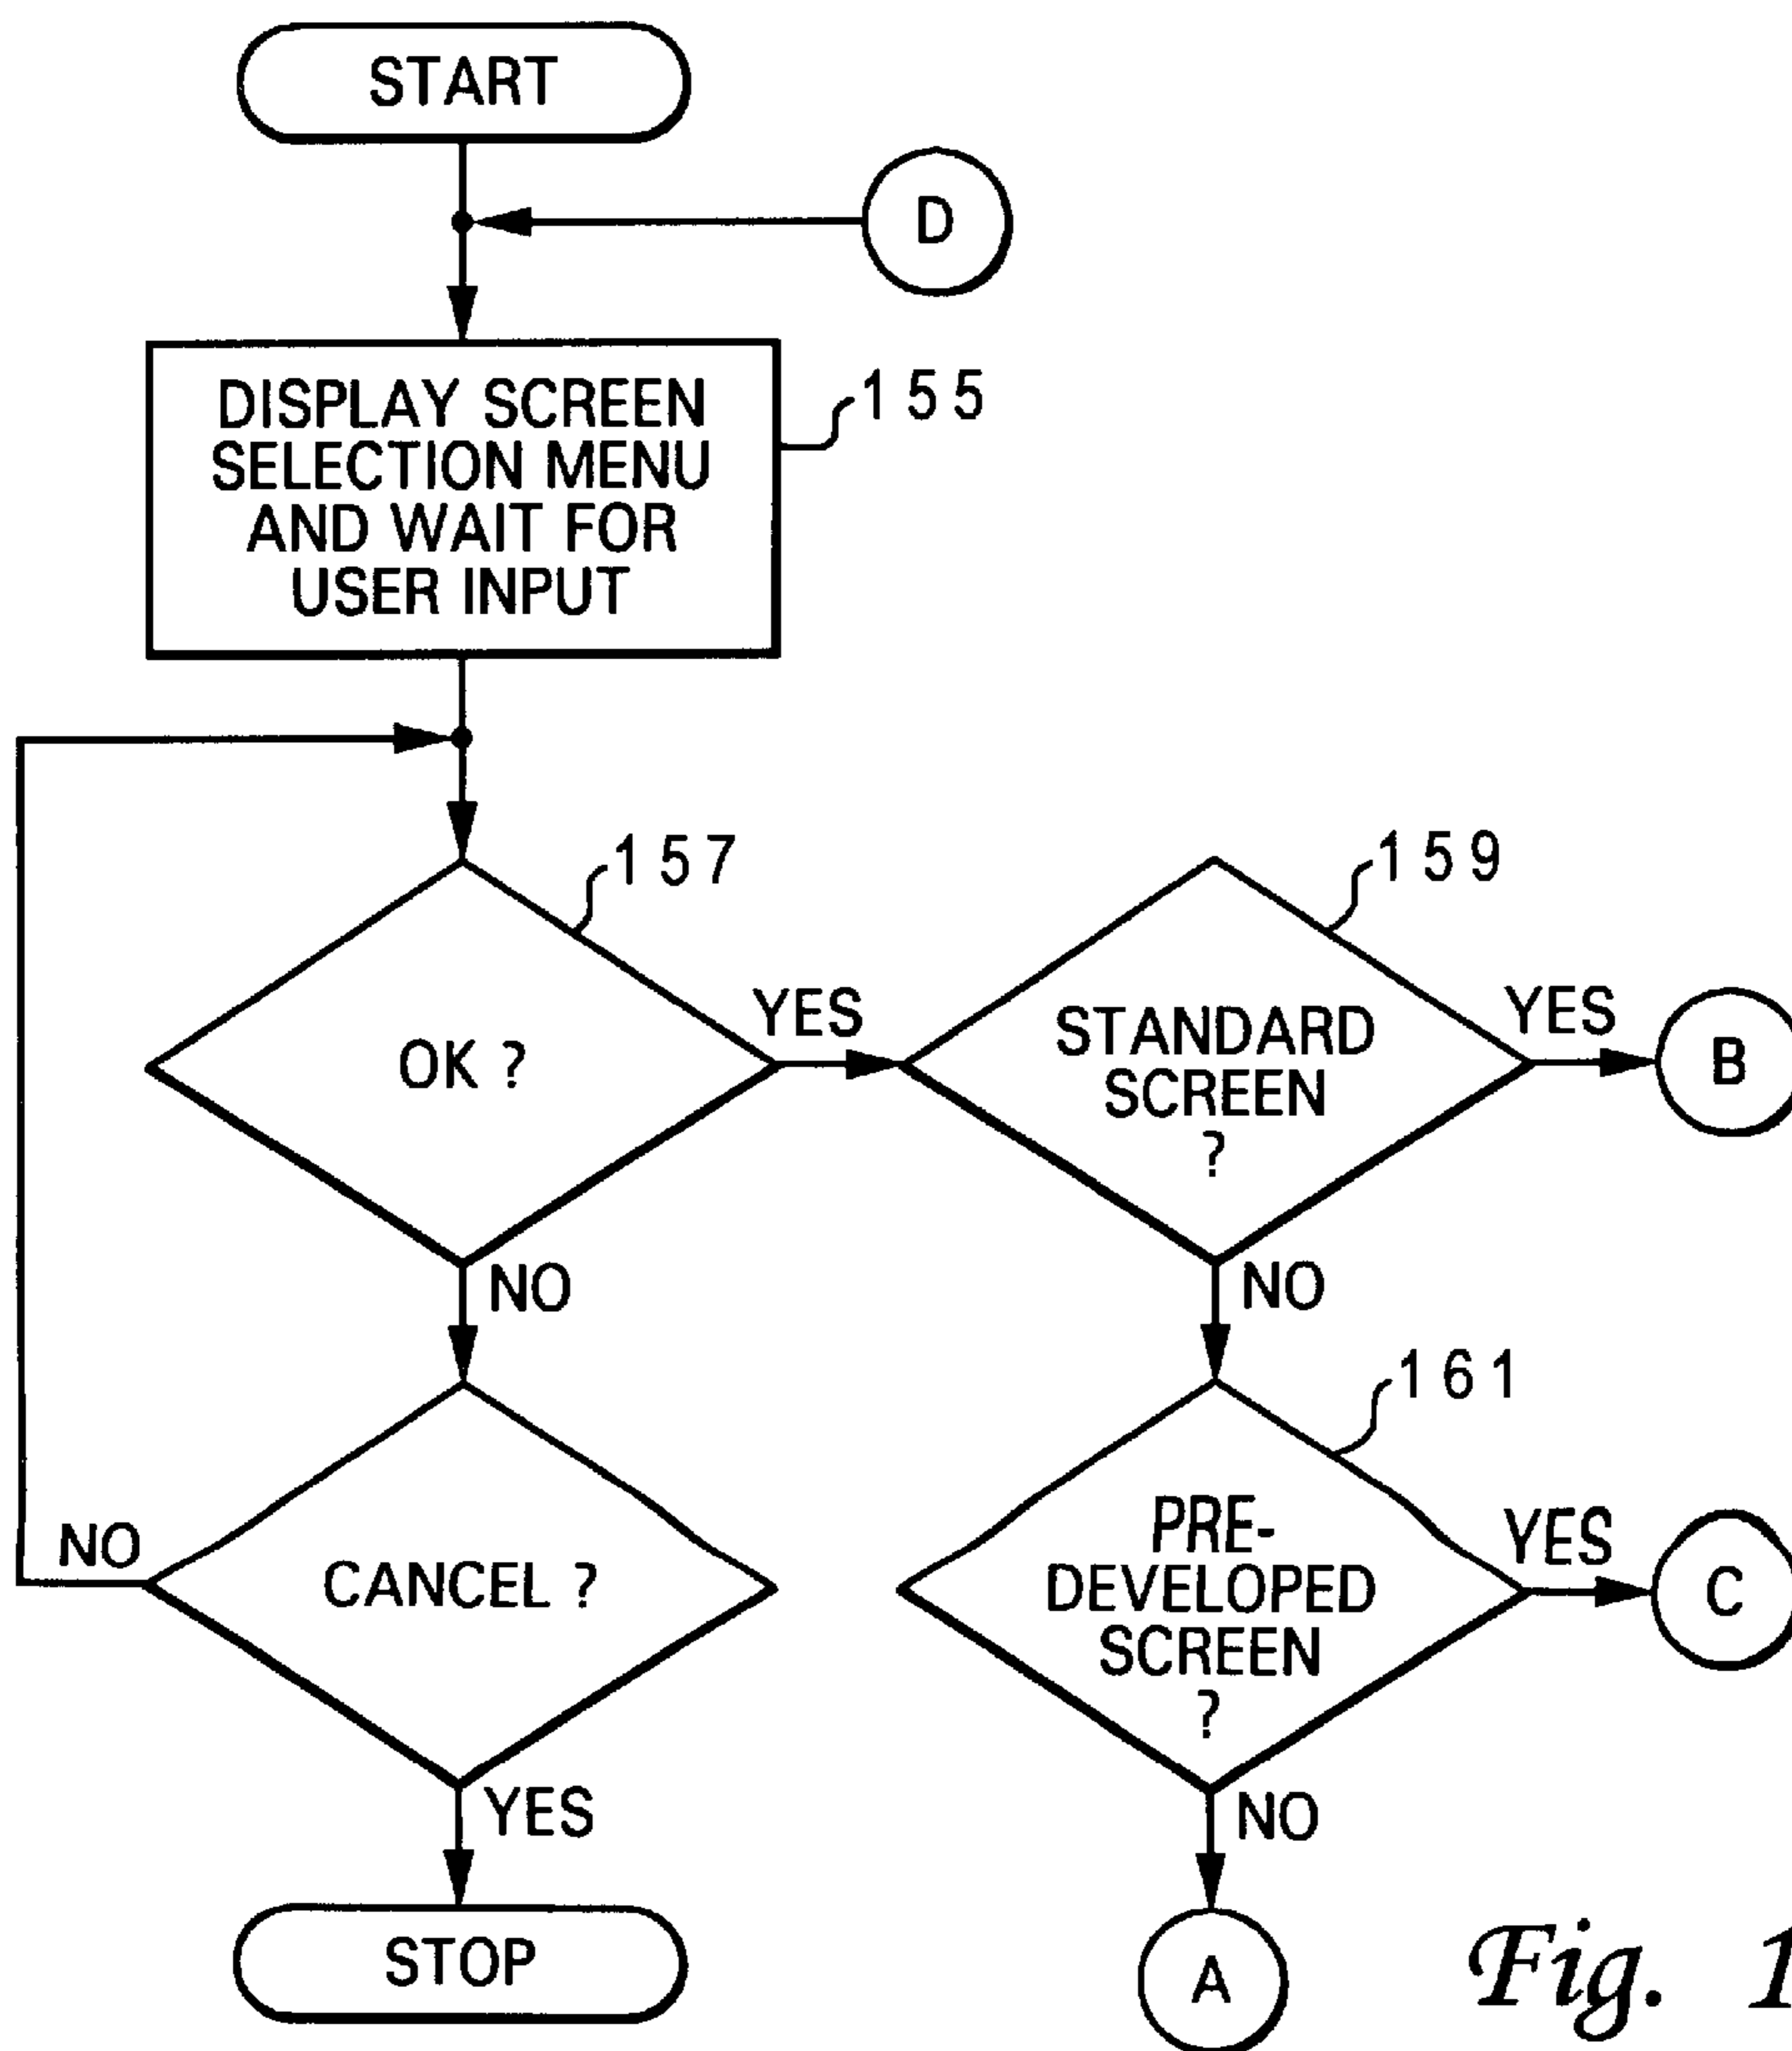 START
D
DISPLAY SCREEN
SELECTION MENU
AND WAIT FOR
USER INPUT
155
157
OK ?
YES
NO
159
STANDARD
SCREEN
?
YES
B
NO
CANCEL ?
NO
YES
STOP
161
PRE-
DEVELOPED
SCREEN
?
YES
C
NO
A
Fig.